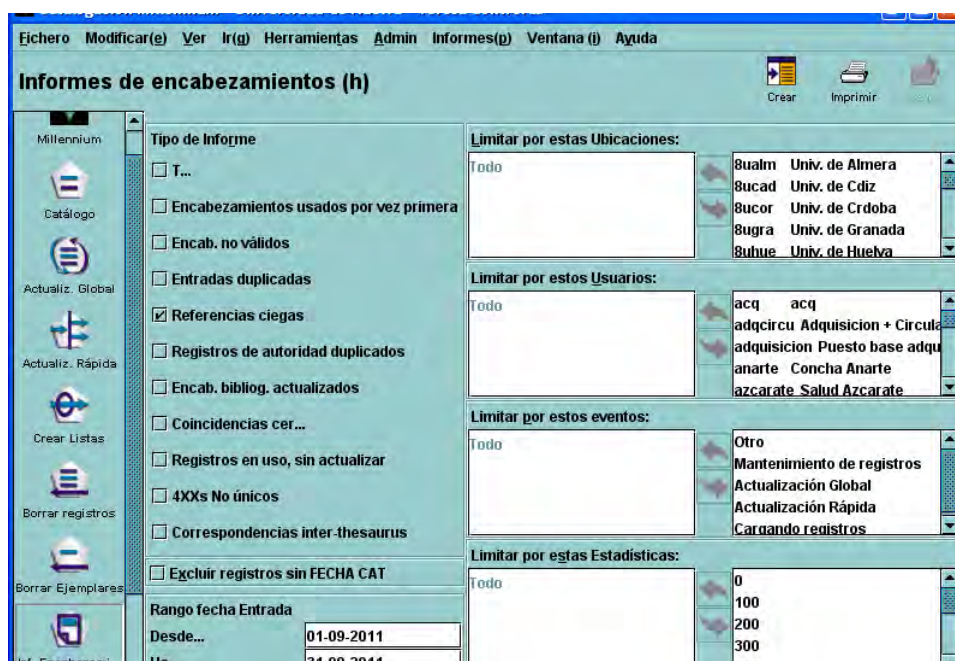 Fichero Modificar(e) Ver Ir(g) Herramientas Admin Informes(p) Ventana (i) Ayuda
Informes de encabezamientos (h)
Crear
Imprimir
Millennium
Catálogo
Actualiz. Global
Actualiz. Rápida
Crear Listas
Borrar registros
Borrar Ejemplares
Tipo de Informe
T...
Encabezamientos usados por vez primera
Encab. no válidos
Entradas duplicadas
Referencias ciegas
Registros de autoridad duplicados
Encab. bibliog. actualizados
Coincidencias cer...
Registros en uso, sin actualizar
4XXs No únicos
Correspondencias inter-thesaurus
Excluir registros sin FECHA CAT
Rango fecha Entrada
Desde... 01-09-2011
Limitar por estas Ubicaciones:
Todo
8ualm Univ. de Almera
8ucad Univ. de Cdiz
8ucor Univ. de Crdoba
8ugra Univ. de Granada
8uhue Univ. de Huelva
Limitar por estos Usuarios:
Todo
acq acq
adqcircu Adquisicion + Circula
adquisicion Puesto base adqu
anarte Concha Anarte
azcarate Salud Azcarate
Limitar por estos eventos:
Todo
Otro
Mantenimiento de registros
Actualización Global
Actualización Rápida
Cargando registros
Limitar por estas Estadísticas:
Todo
0
100
200
300